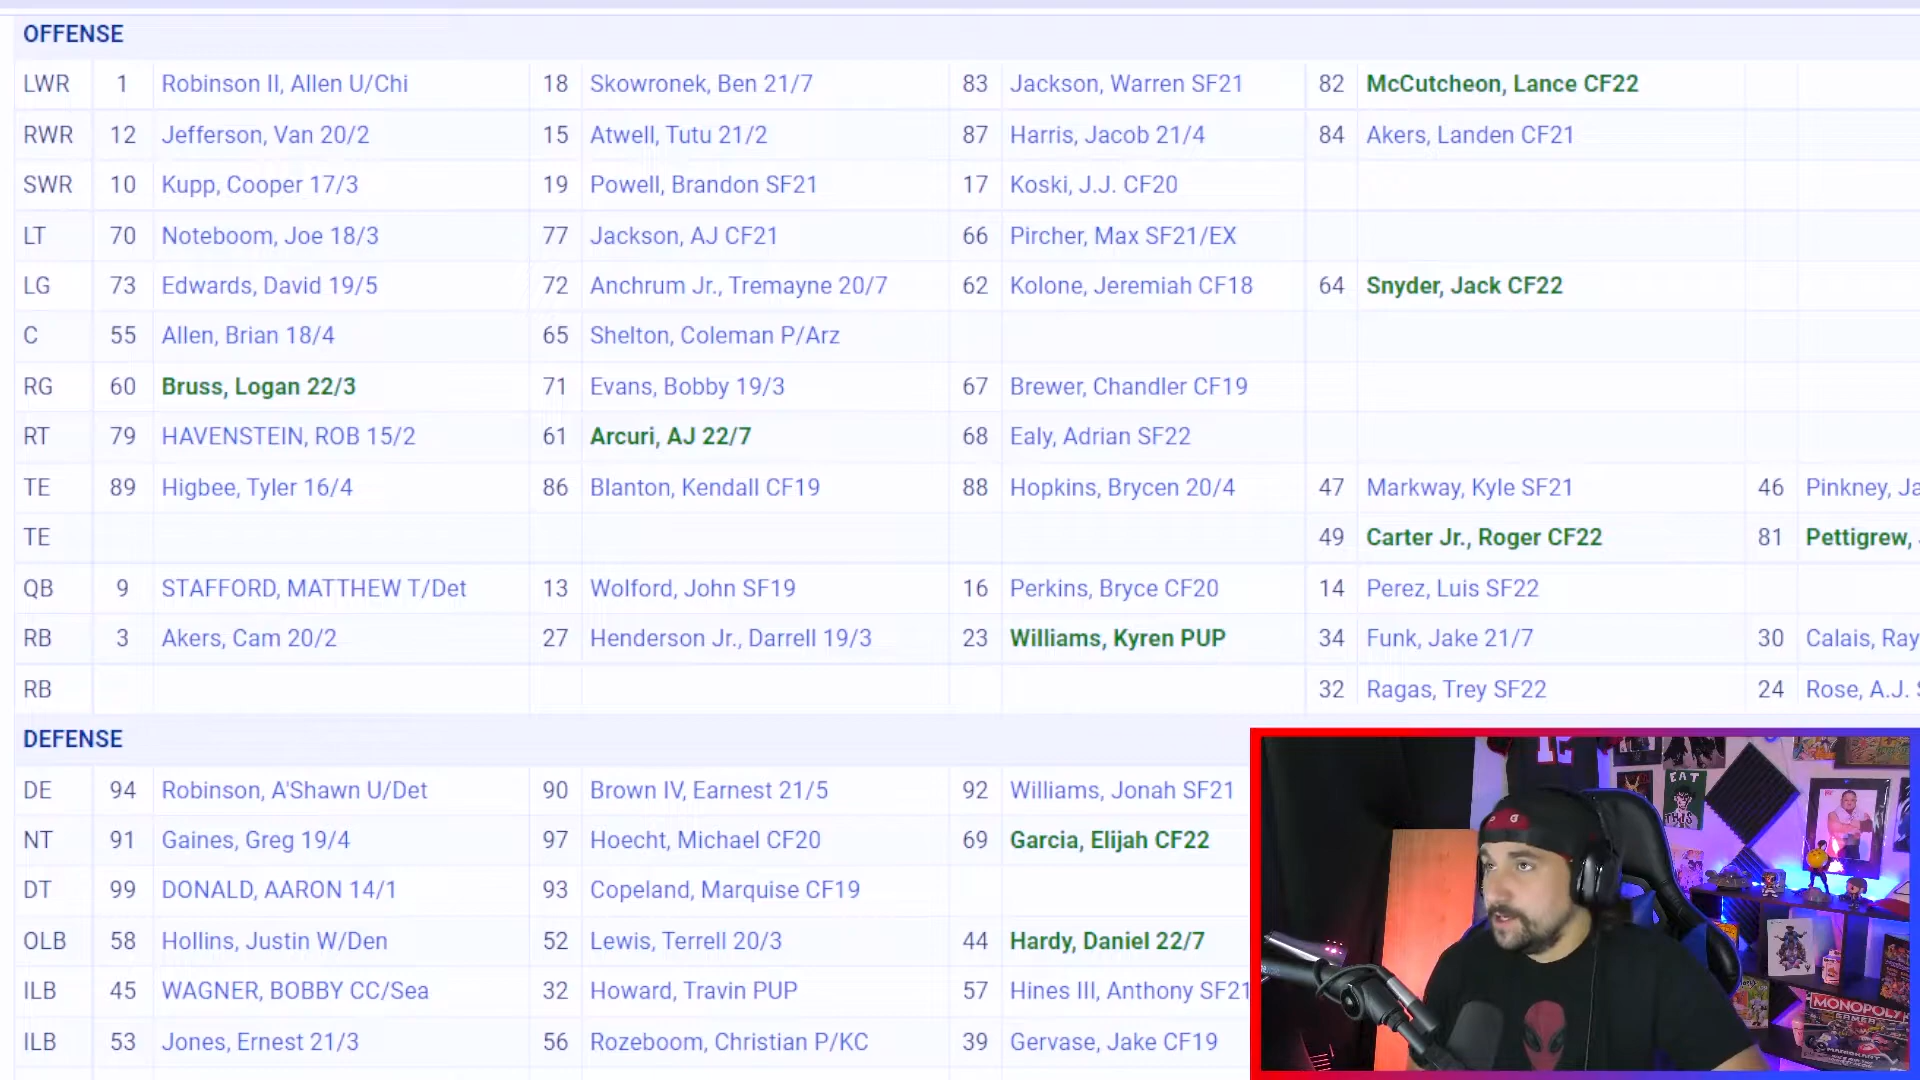 OFFENSE
LWR 1 Robinson II, Allen U/Chi 18 Skowronek, Ben 21/7 83 Jackson, Warren SF21 82 McCutcheon, Lance CF22
RWR 12 Jefferson, Van 20/2 15 Atwell, Tutu 21/2 87 Harris, Jacob 21/4 84 Akers, Landen CF21
SWR 10 Kupp, Cooper 17/3 19 Powell, Brandon SF21 17 Koski, J.J. CF20
LT 70 Noteboom, Joe 18/3 77 Jackson, AJ CF21 66 Pircher, Max SF21/EX
LG 73 Edwards, David 19/5 72 Anchrum Jr., Tremayne 20/7 62 Kolone, Jeremiah CF18 64 Snyder, Jack CF22
C 55 Allen, Brian 18/4 65 Shelton, Coleman P/Arz
RG 60 Bruss, Logan 22/3 71 Evans, Bobby 19/3 67 Brewer, Chandler CF19
RT 79 HAVENSTEIN, ROB 15/2 61 Arcuri, AJ 22/7 68 Ealy, Adrian SF22
TE 89 Higbee, Tyler 16/4 86 Blanton, Kendall CF19 88 Hopkins, Brycen 20/4 47 Markway, Kyle SF21 46 Pinkney, Ja
TE 49 Carter Jr., Roger CF22 81 Pettigrew,
QB 9 STAFFORD, MATTHEW T/Det 13 Wolford, John SF19 16 Perkins, Bryce CF20 14 Perez, Luis SF22
RB 3 Akers, Cam 20/2 27 Henderson Jr., Darrell 19/3 23 Williams, Kyren PUP 34 Funk, Jake 21/7 30 Calais, Ray
RB 32 Ragas, Trey SF22 24 Rose, A.J.
DEFENSE
DE 94 Robinson, A'Shawn U/Det 90 Brown IV, Earnest 21/5 92 Williams, Jonah SF21
NT 91 Gaines, Greg 19/4 97 Hoecht, Michael CF20 69 Garcia, Elijah CF22
DT 99 DONALD, AARON 14/1 93 Copeland, Marquise CF19
OLB 58 Hollins, Justin W/Den 52 Lewis, Terrell 20/3 44 Hardy, Daniel 22/7
ILB 45 WAGNER, BOBBY CC/Sea 32 Howard, Travin PUP 57 Hines III, Anthony SF21
ILB 53 Jones, Ernest 21/3 56 Rozeboom, Christian P/KC 39 Gervase, Jake CF19
EAT
THIS
MONOPOLY
GAMER